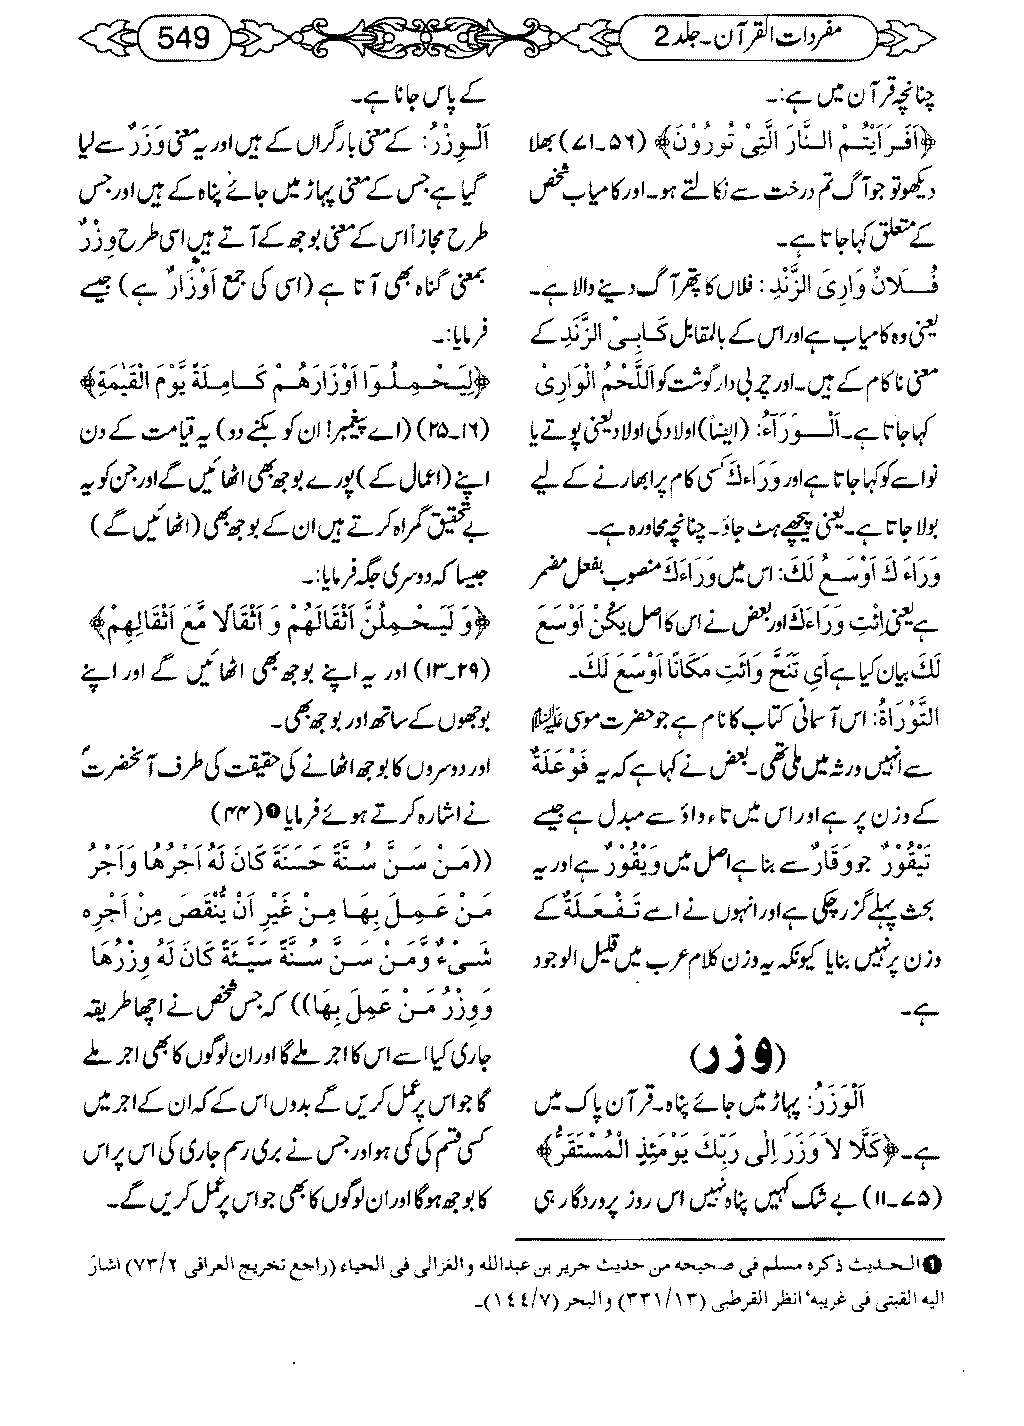 مفردات القرآن۔جلد 2
549
چنانچہ قرآن میں ہے:۔
﴿اَفَرَاَیْتُمُ النَّارَ الَّتِیْ تُوْرُوْنَ﴾ (۵۶۔۷۱) بھلا
دیکھو تو جو آگ تم درخت سے نکالتے ہو۔ اور کامیاب شخص
کے متعلق کہا جاتا ہے۔
فُلَانٌ وَارِی الزَّنْدِ: فلاں کا پتھر آگ دینے والا ہے۔
یعنی وہ کامیاب ہے اور اس کے بالمقابل کَابِیْ الزَّنْدِ کے
معنی ناکام کے ہیں۔ اور چربی دار گوشت کو اَللَّحْمُ الْوَارِیْ
کہا جاتا ہے۔ اَلْوَرَاءُ: (ایضاً) اولاد کی اولاد یعنی پوتے یا
نواسے کو کہا جاتا ہے اور وَرَاءَكَ کسی کام پر ابھارنے کے لیے
بولا جاتا ہے۔ یعنی پیچھے ہٹ جاؤ۔ چنانچہ محاورہ ہے۔
وَرَاءَكَ اَوْسَعُ لَكَ: اس میں وَرَاءَكَ منصوب بفعل مضمر
ہے یعنی ائْتِ وَرَاءَكَ اور بعض نے اس کا اصل یَكُنْ اَوْسَعَ
لَكَ بیان کیا ہے اَیْ تَنَحَّ وَائْتِ مَكَانًا اَوْسَعَ لَكَ۔
التَّوْرَاةُ: اس آسمانی کتاب کا نام ہے جو حضرت موسی علیہ السلام
سے انہیں ورثہ میں ملی تھی۔ بعض نے کہا ہے کہ یہ فَوْعَلَةٌ
کے وزن پر ہے اور اس میں تاء واؤ سے مبدل ہے جیسے
تَیْقُوْرٌ جو وَقَارٌ سے بنا ہے اصل میں وَیْقُوْرٌ ہے اور یہ
بحث پہلے گزر چکی ہے اور انہوں نے اسے تَفْعَلَةٌ کے
وزن پر نہیں بنایا کیونکہ یہ وزن کلام عرب میں قلیل الوجود
ہے۔
(وزر)
اَلْوَزَرُ: پہاڑ میں جائے پناہ۔ قرآن پاک میں
ہے۔ ﴿كَلَّا لَا وَزَرَ اِلٰی رَبِّكَ یَوْمَئِذِ الْمُسْتَقَرُّ﴾
(۷۵۔۱۱) بے شک کہیں پناہ نہیں اس روز پروردگار ہی
کے پاس جانا ہے۔
اَلْوِزْرُ: کے معنی بارگراں کے ہیں اور یہ معنی وَزَرٌ سے لیا
گیا ہے جس کے معنی پہاڑ میں جائے پناہ کے ہیں اور جس
طرح مجازاً اس کے معنی بوجھ کے آتے ہیں اسی طرح وِزْرٌ
بمعنی گناہ بھی آتا ہے (اسی کی جمع اَوْزَارٌ ہے) جیسے
فرمایا:۔
﴿لِیَحْمِلُوْا اَوْزَارَهُمْ كَامِلَةً یَّوْمَ الْقِیٰمَةِ﴾
(۱۶۔۲۵) (اے پیغمبر! ان کو بکنے دو) یہ قیامت کے دن
اپنے (اعمال کے) پورے بوجھ بھی اٹھائیں گے اور جن کو یہ
بے تحقیق گمراہ کرتے ہیں ان کے بوجھ بھی (اٹھائیں گے)
جیسا کہ دوسری جگہ فرمایا:۔
﴿وَلَیَحْمِلُنَّ اَثْقَالَهُمْ وَ اَثْقَالًا مَّعَ اَثْقَالِهِمْ﴾
(۲۹۔۱۳) اور یہ اپنے بوجھ بھی اٹھائیں گے اور اپنے
بوجھوں کے ساتھ اور بوجھ بھی۔
اور دوسروں کا بوجھ اٹھانے کی حقیقت کی طرف آنحضرتؐ
نے اشارہ کرتے ہوئے فرمایا❶ (۴۴)
((مَنْ سَنَّ سُنَّةً حَسَنَةً كَانَ لَهُ اَجْرُهَا وَاَجْرُ
مَنْ عَمِلَ بِهَا مِنْ غَیْرِ اَنْ یُّنْقَصَ مِنْ اَجْرِهِ
شَیْءٌ وَّمَنْ سَنَّ سُنَّةً سَیِّئَةً كَانَ لَهُ وِزْرُهَا
وَوِزْرُ مَنْ عَمِلَ بِهَا)) کہ جس شخص نے اچھا طریقہ
جاری کیا اسے اس کا اجر ملے گا اور ان لوگوں کا بھی اجر ملے
گا جو اس پر عمل کریں گے بدوں اس کے کہ ان کے اجر میں
کسی قسم کی کمی ہو اور جس نے بری رسم جاری کی اس پر اس
کا بوجھ ہوگا اور ان لوگوں کا بھی جو اس پر عمل کریں گے۔
❶ الحدیث ذکرہ مسلم فی صحیحہ من حدیث حریر بن عبداللہ والغزالی فی الحیاء (راجع تخریج العراقی ۷۳/۲) اشار
الیہ القبتی فی غریبہ' انظر القرطبی (۳۳۱/۱۳) والبحر (۱٤٤/۷)۔